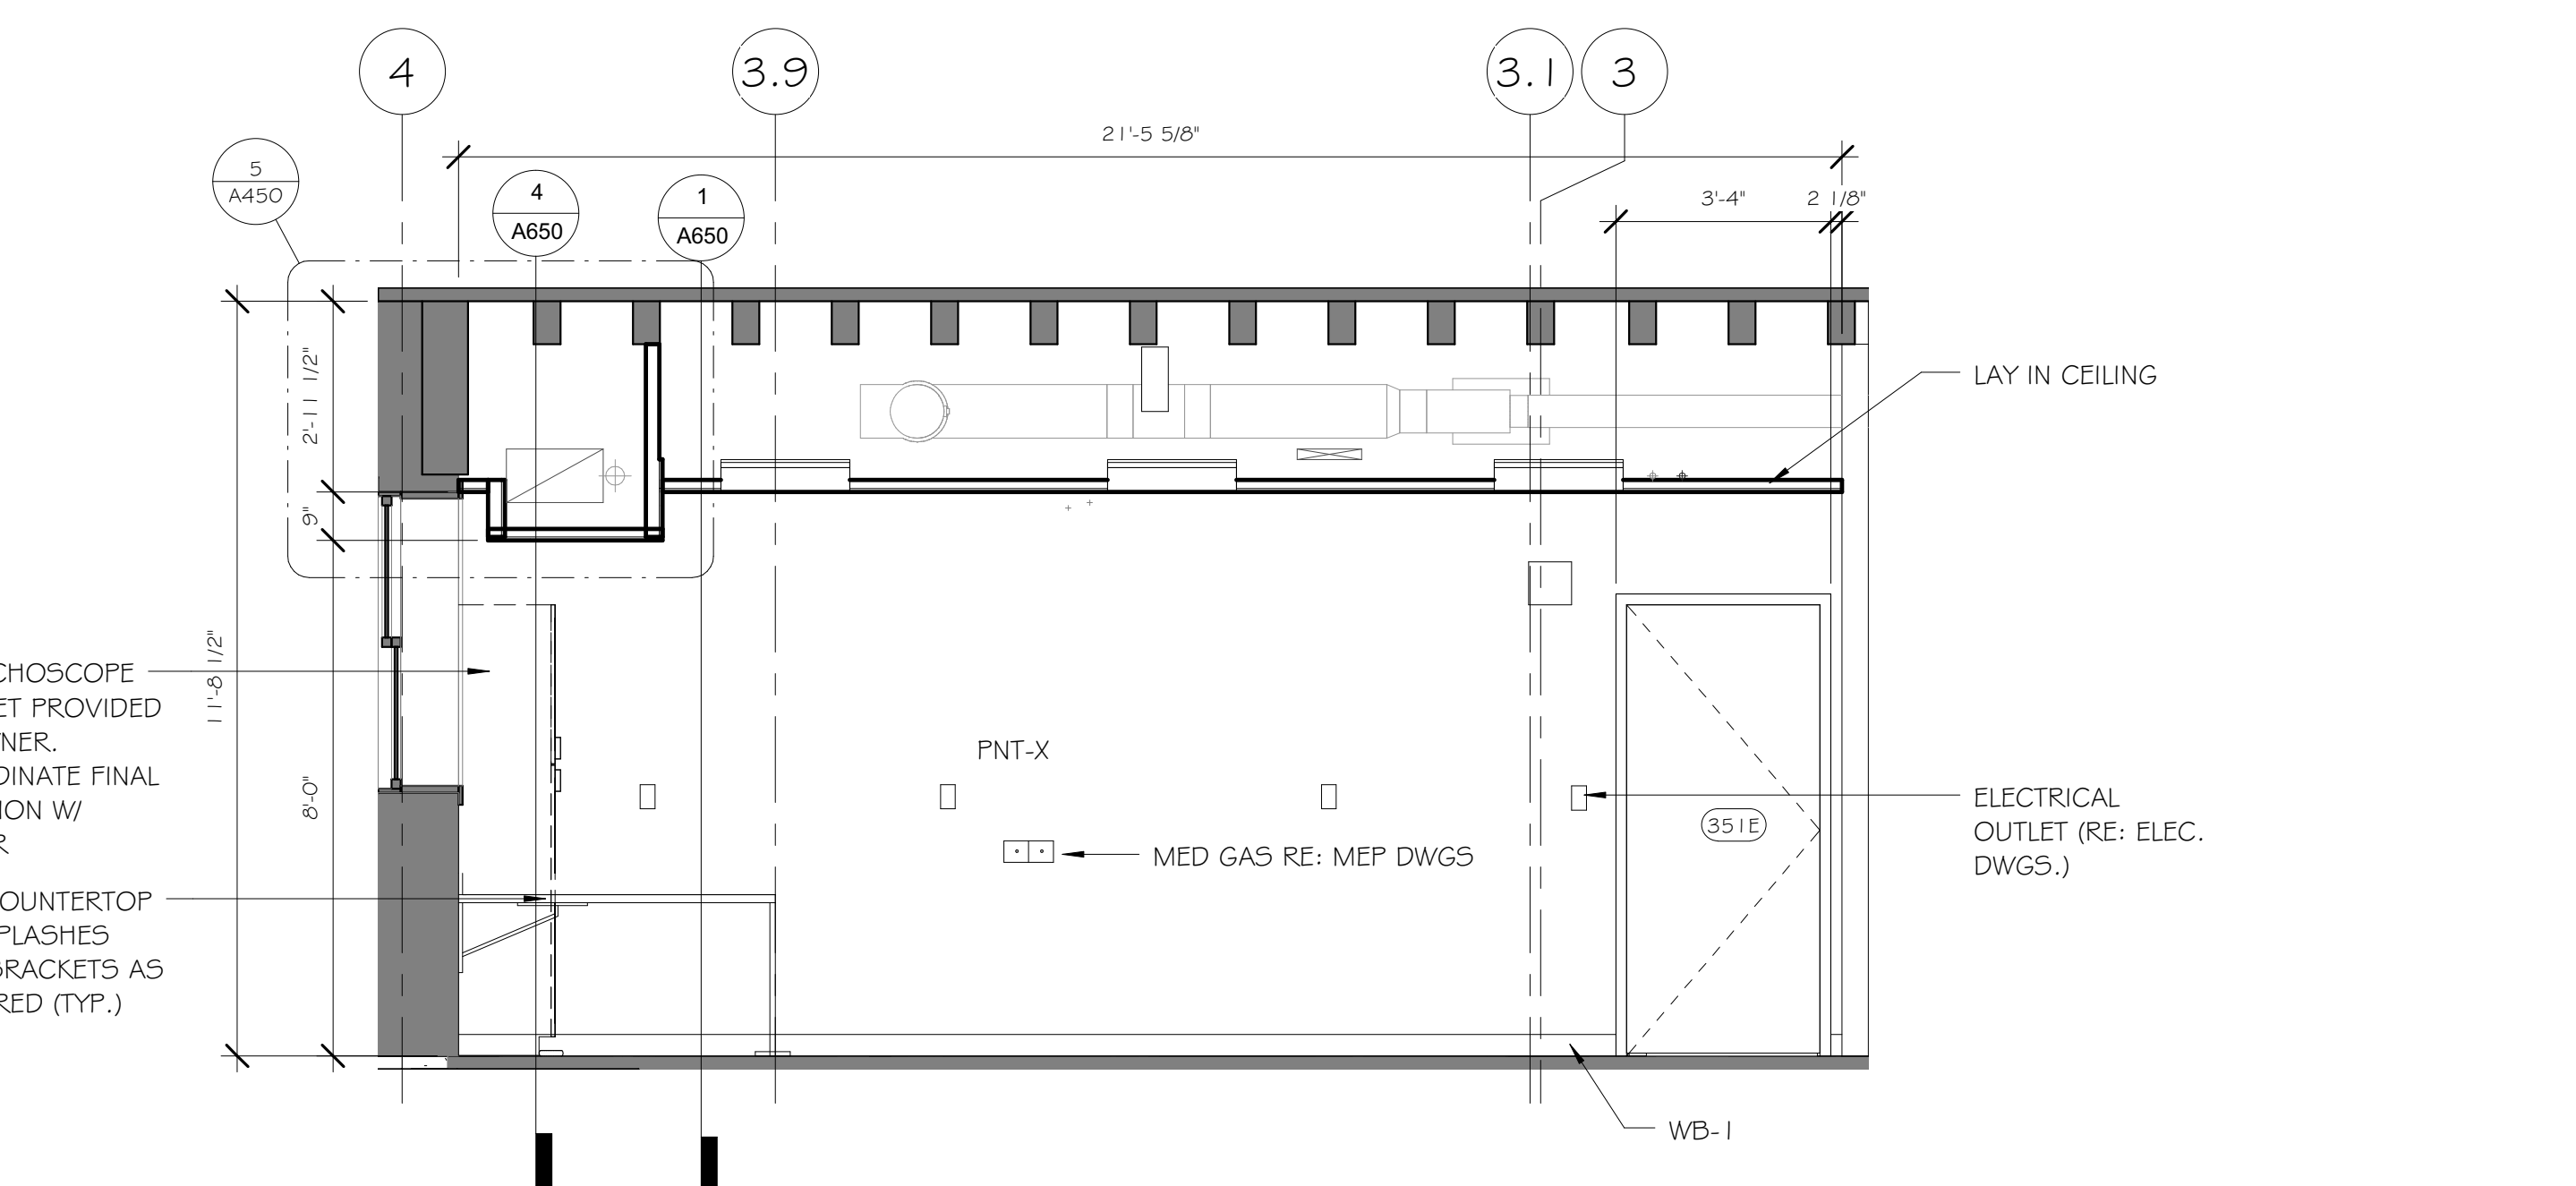 4
3.9
3.1
3
21'-5 5/8"
5
A450
4
A650
1
A650
3'-4"
2 1/8"
2'-11 1/2"
9"
11'-8 1/2"
8'-0"
LAY IN CEILING
CHOSCOPE
ET PROVIDED
NER.
DINATE FINAL
ION W/
R
OUNTERTOP
PLASHES
BRACKETS AS
RED (TYP.)
PNT-X
MED GAS RE: MEP DWGS
351E
ELECTRICAL
OUTLET (RE: ELEC.
DWGS.)
WB-1